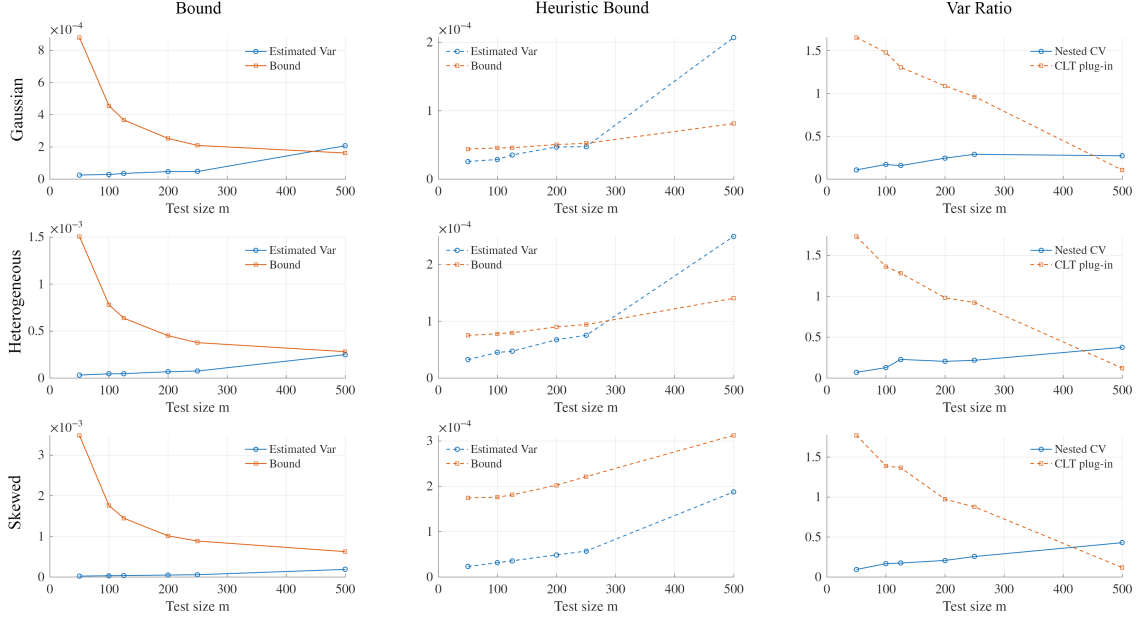 Bound
Heuristic Bound
Var Ratio
Gaussian
×10⁻⁴
8
6
4
2
0
0 100 200 300 400 500
Test size m
Estimated Var
Bound
×10⁻⁴
2
1
0
0 100 200 300 400 500
Test size m
Estimated Var
Bound
1.5
1
0.5
0
0 100 200 300 400 500
Test size m
Nested CV
CLT plug-in
Heterogeneous
×10⁻³
1.5
1
0.5
0
0 100 200 300 400 500
Test size m
Estimated Var
Bound
×10⁻⁴
2
1
0
0 100 200 300 400 500
Test size m
Estimated Var
Bound
1.5
1
0.5
0
0 100 200 300 400 500
Test size m
Nested CV
CLT plug-in
Skewed
×10⁻³
3
2
1
0
0 100 200 300 400 500
Test size m
Estimated Var
Bound
×10⁻⁴
3
2
1
0
0 100 200 300 400 500
Test size m
Estimated Var
Bound
1.5
1
0.5
0
0 100 200 300 400 500
Test size m
Nested CV
CLT plug-in